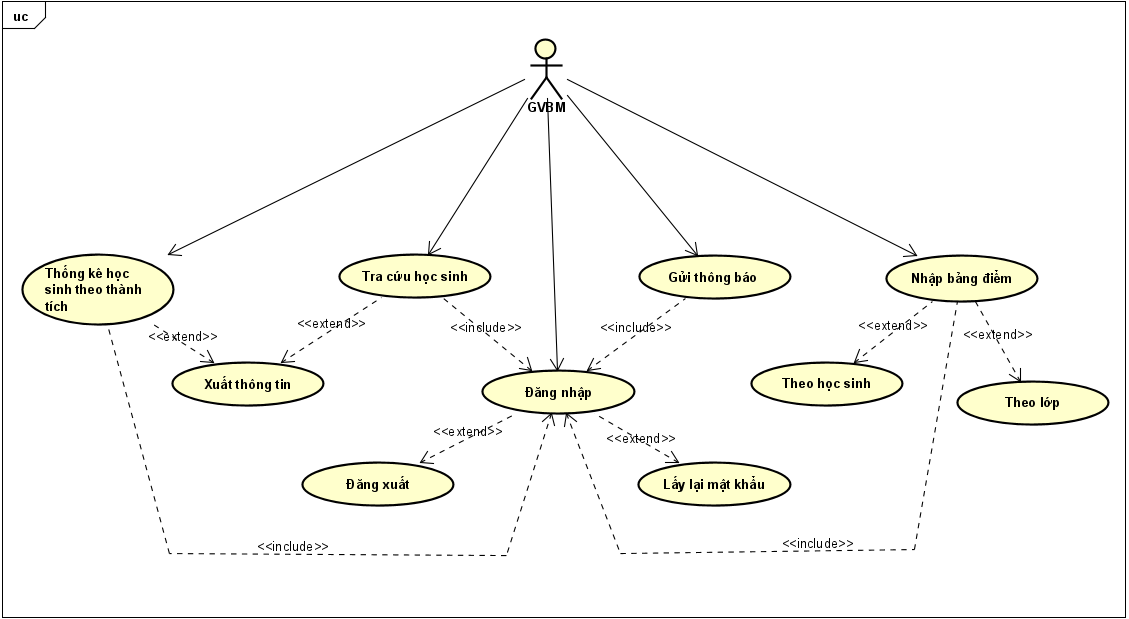 uc
GVBM
Thống kê học
sinh theo thành
tích
Tra cứu học sinh
Gửi thông báo
Nhập bảng điểm
<<extend>>
<<extend>>
<<include>>
<<include>>
<<extend>>
<<extend>>
Xuất thông tin
Đăng nhập
Theo học sinh
Theo lớp
<<extend>>
<<extend>>
Đăng xuất
Lấy lại mật khẩu
<<include>>
<<include>>